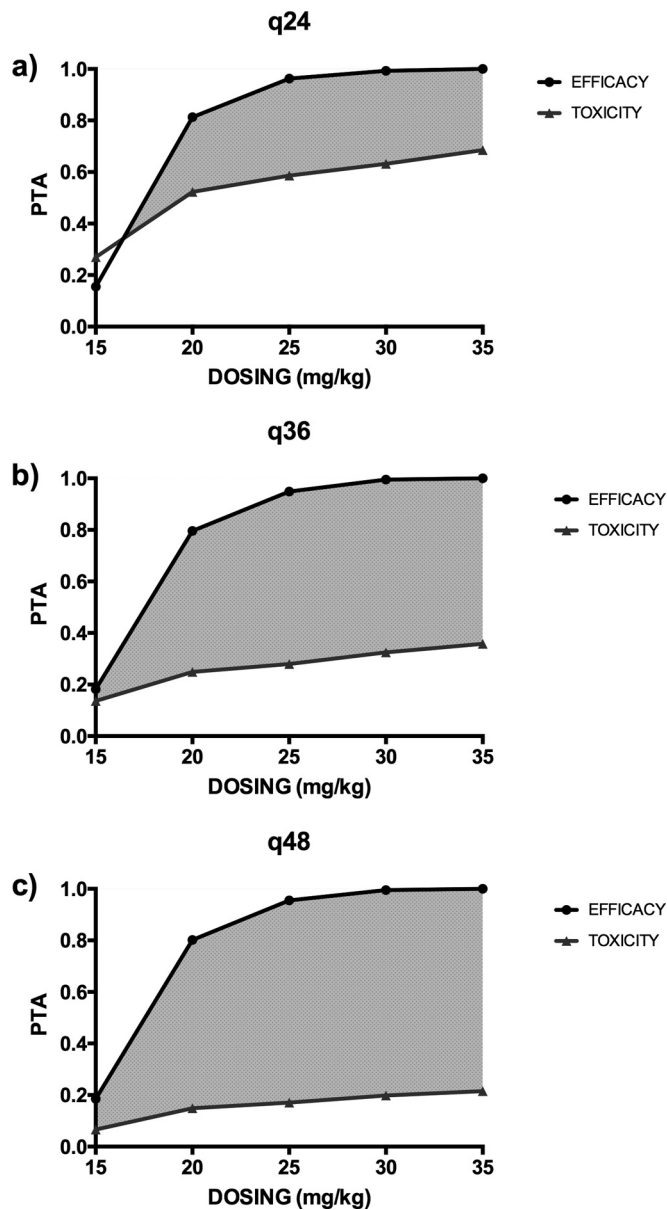 q24
a)
1.0
0.8
0.6
0.4
0.2
0.0
PTA
15 20 25 30 35
DOSING (mg/kg)
EFFICACY
TOXICITY
q36
b)
1.0
0.8
0.6
0.4
0.2
0.0
PTA
15 20 25 30 35
DOSING (mg/kg)
EFFICACY
TOXICITY
q48
c)
1.0
0.8
0.6
0.4
0.2
0.0
PTA
15 20 25 30 35
DOSING (mg/kg)
EFFICACY
TOXICITY